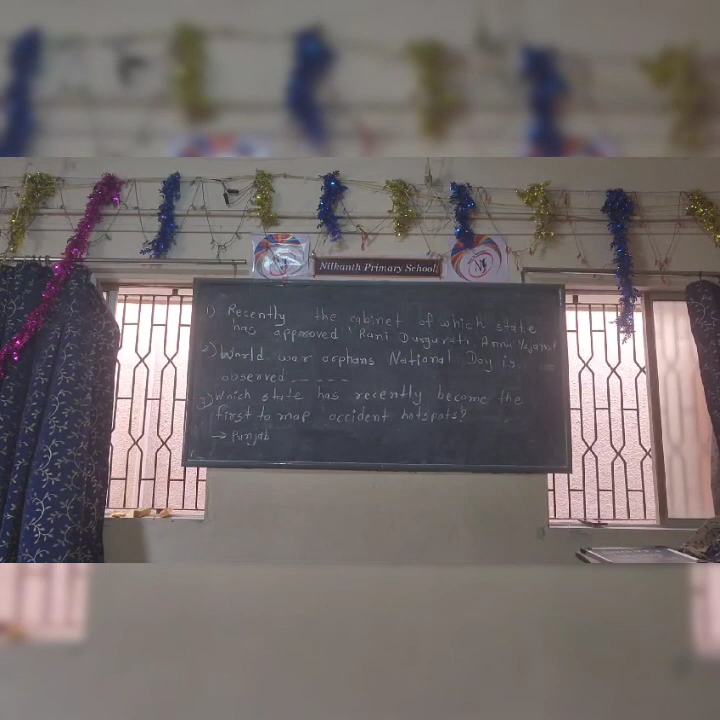 Nilkanth Primary School
1) Recently the cabinet of which state
has approved ' Rani Durgavati Annu Yojana'
2) World war orphans National Day is
observed _ _ _ _ _
3) Which state has recently become the
first to map accident hotspots?
→ Punjab